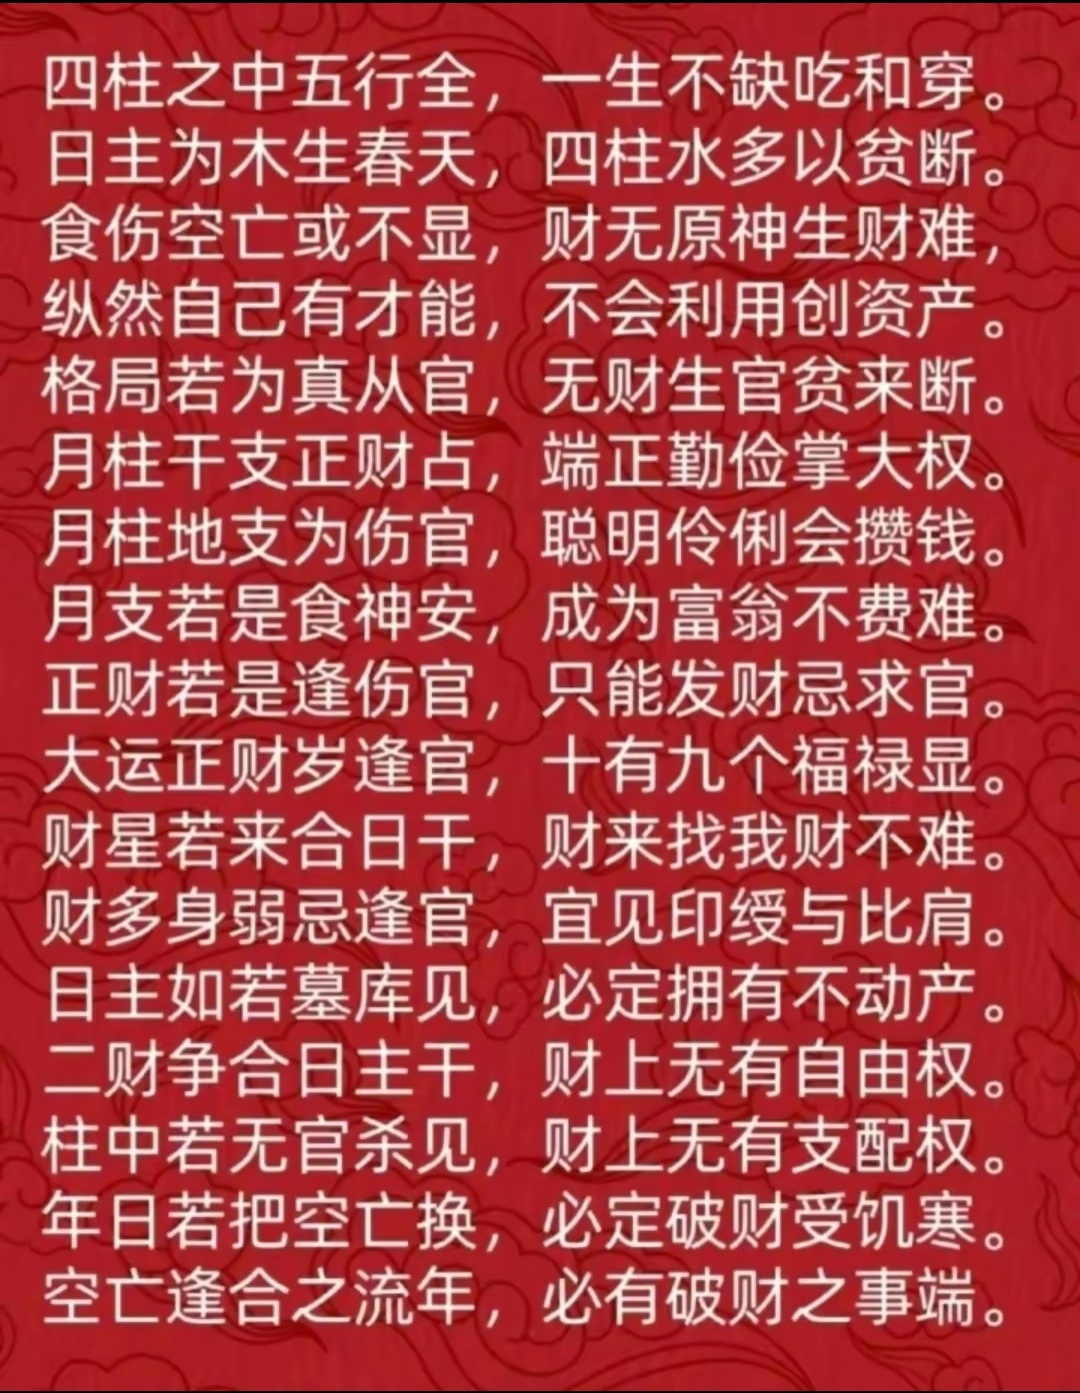 四柱之中五行全，一生不缺吃和穿。
日主为木生春天，四柱水多以贫断。
食伤空亡或不显，财无原神生财难，
纵然自己有才能，不会利用创资产。
格局若为真从官，无财生官贫来断。
月柱干支正财占，端正勤俭掌大权。
月柱地支为伤官，聪明伶俐会攒钱。
月支若是食神安，成为富翁不费难。
正财若是逢伤官，只能发财忌求官。
大运正财岁逢官，十有九个福禄显。
财星若来合日干，财来找我财不难。
财多身弱忌逢官，宜见印绶与比肩。
日主如若墓库见，必定拥有不动产。
二财争合日主干，财上无有自由权。
柱中若无官杀见，财上无有支配权。
年日若把空亡换，必定破财受饥寒。
空亡逢合之流年，必有破财之事端。